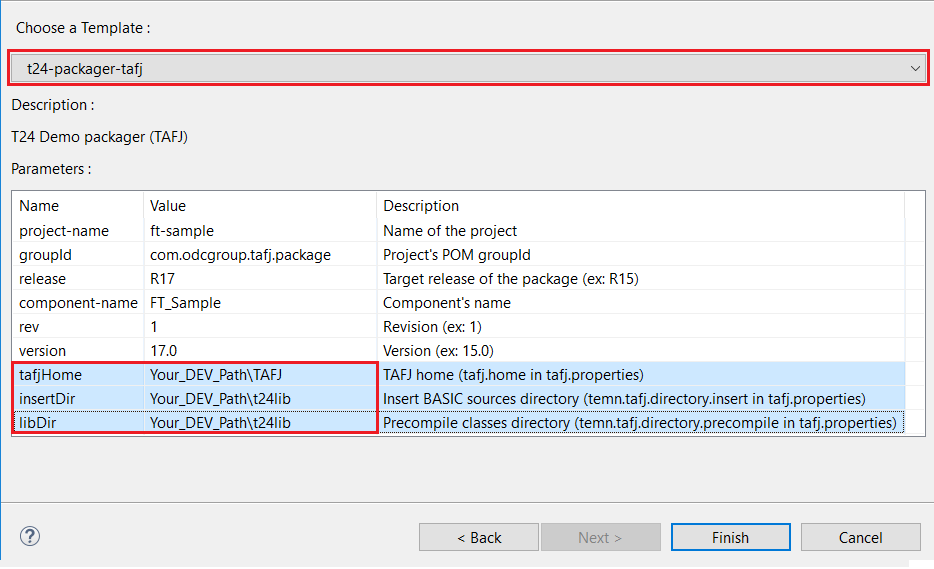 Choose a Template :
t24-packager-tafj
Description :
T24 Demo packager (TAFJ)
Parameters :
Name Value Description
project-name ft-sample Name of the project
groupId com.odcgroup.tafj.package Project's POM groupId
release R17 Target release of the package (ex: R15)
component-name FT_Sample Component's name
rev 1 Revision (ex: 1)
version 17.0 Version (ex: 15.0)
tafjHome Your_DEV_Path\TAFJ TAFJ home (tafj.home in tafj.properties)
insertDir Your_DEV_Path\t24lib Insert BASIC sources directory (temn.tafj.directory.insert in tafj.properties)
libDir Your_DEV_Path\t24lib Precompile classes directory (temn.tafj.directory.precompile in tafj.properties)
? < Back Next > Finish Cancel